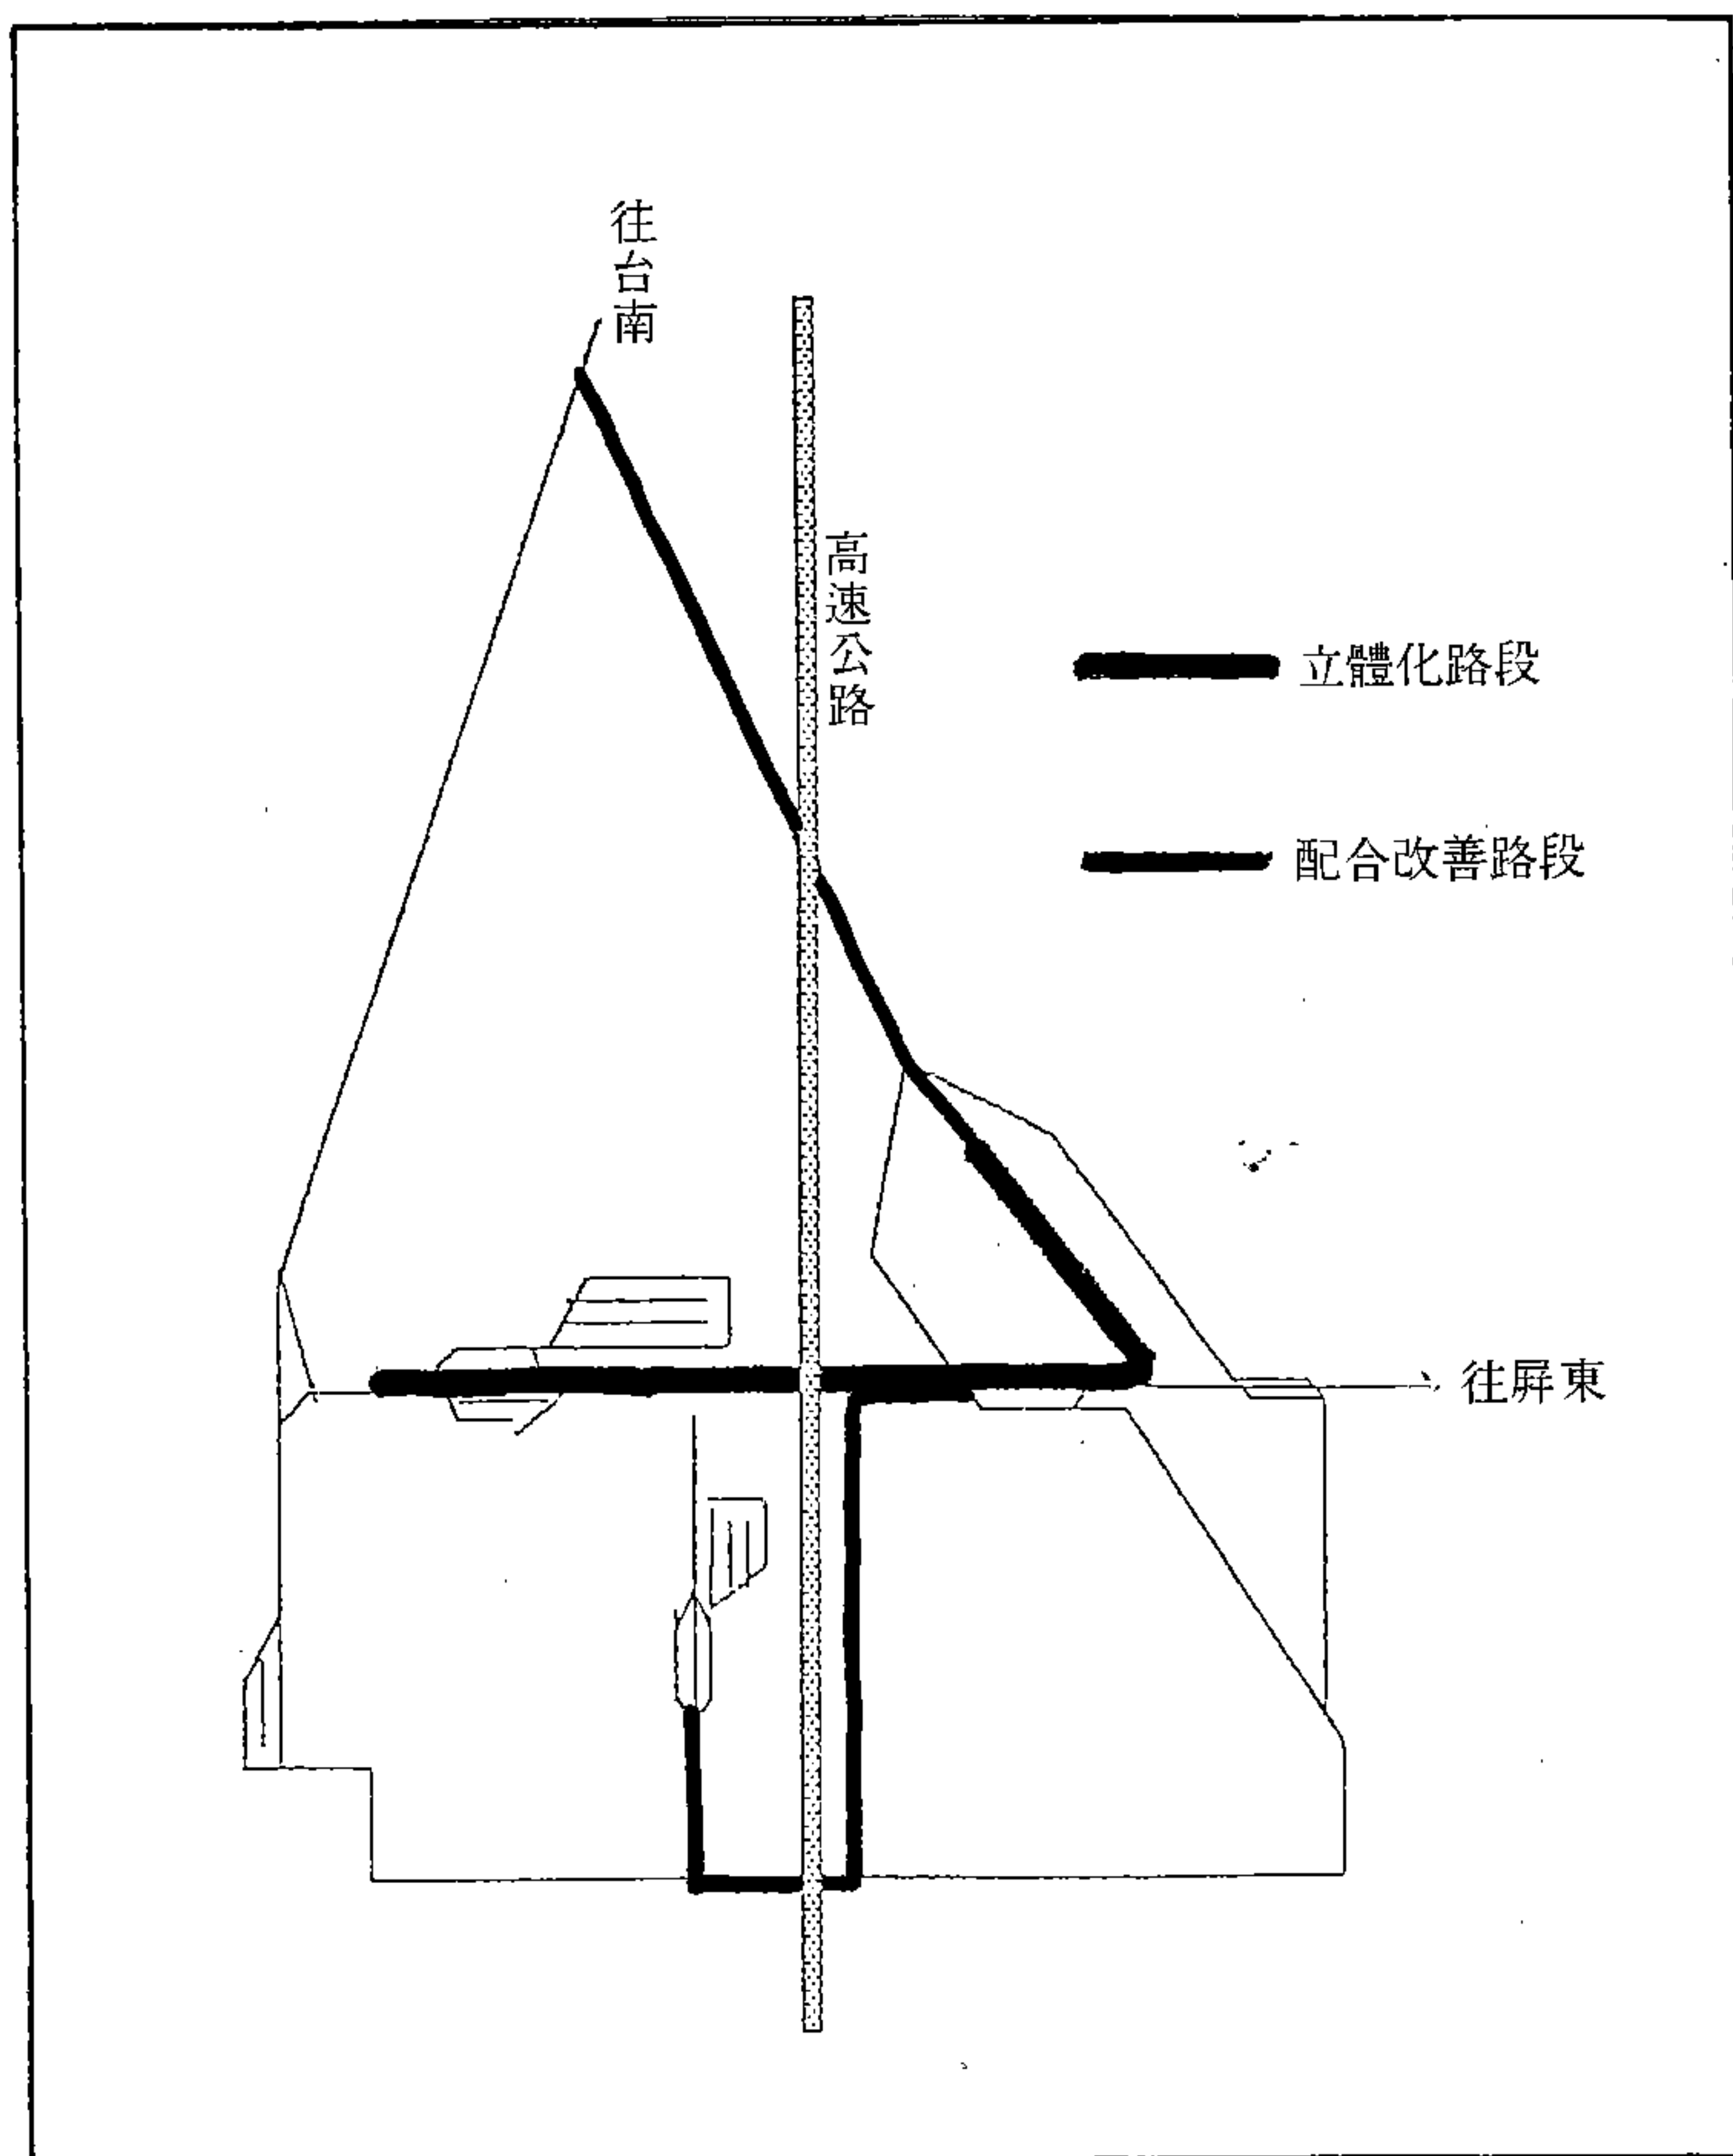 往台南
高速公路
立體化路段
配合改善路段
往屏東